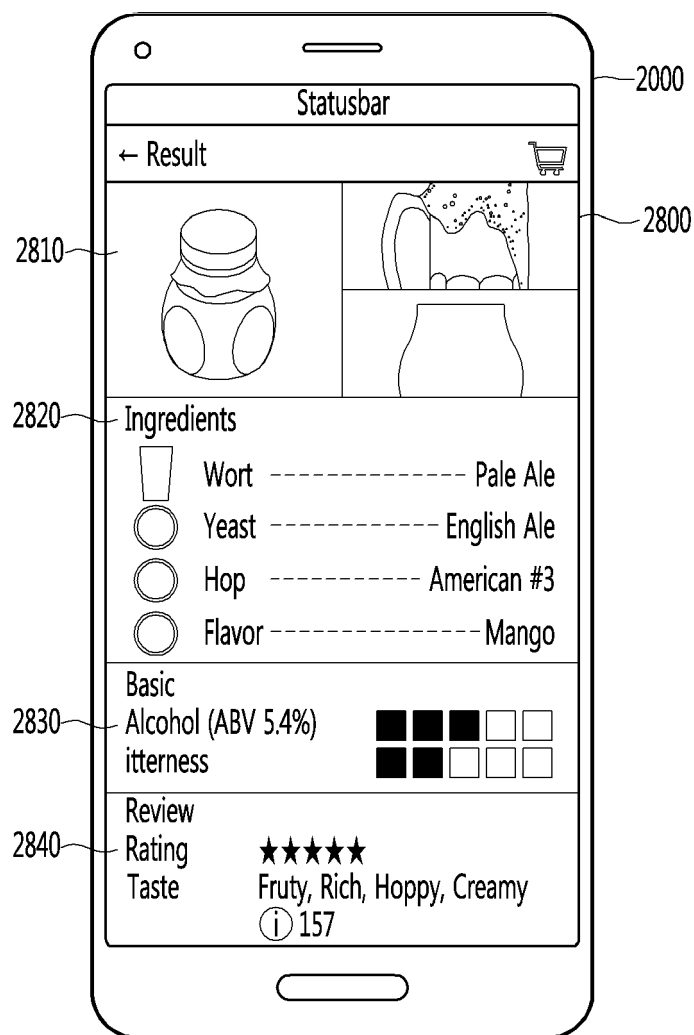 2000
Statusbar
← Result
2800
2810
2820
Ingredients
Wort Pale Ale
Yeast English Ale
Hop American #3
Flavor Mango
Basic
2830 Alcohol (ABV 5.4%)
itterness
Review
2840 Rating ★★★★★
Taste Fruty, Rich, Hoppy, Creamy
i 157